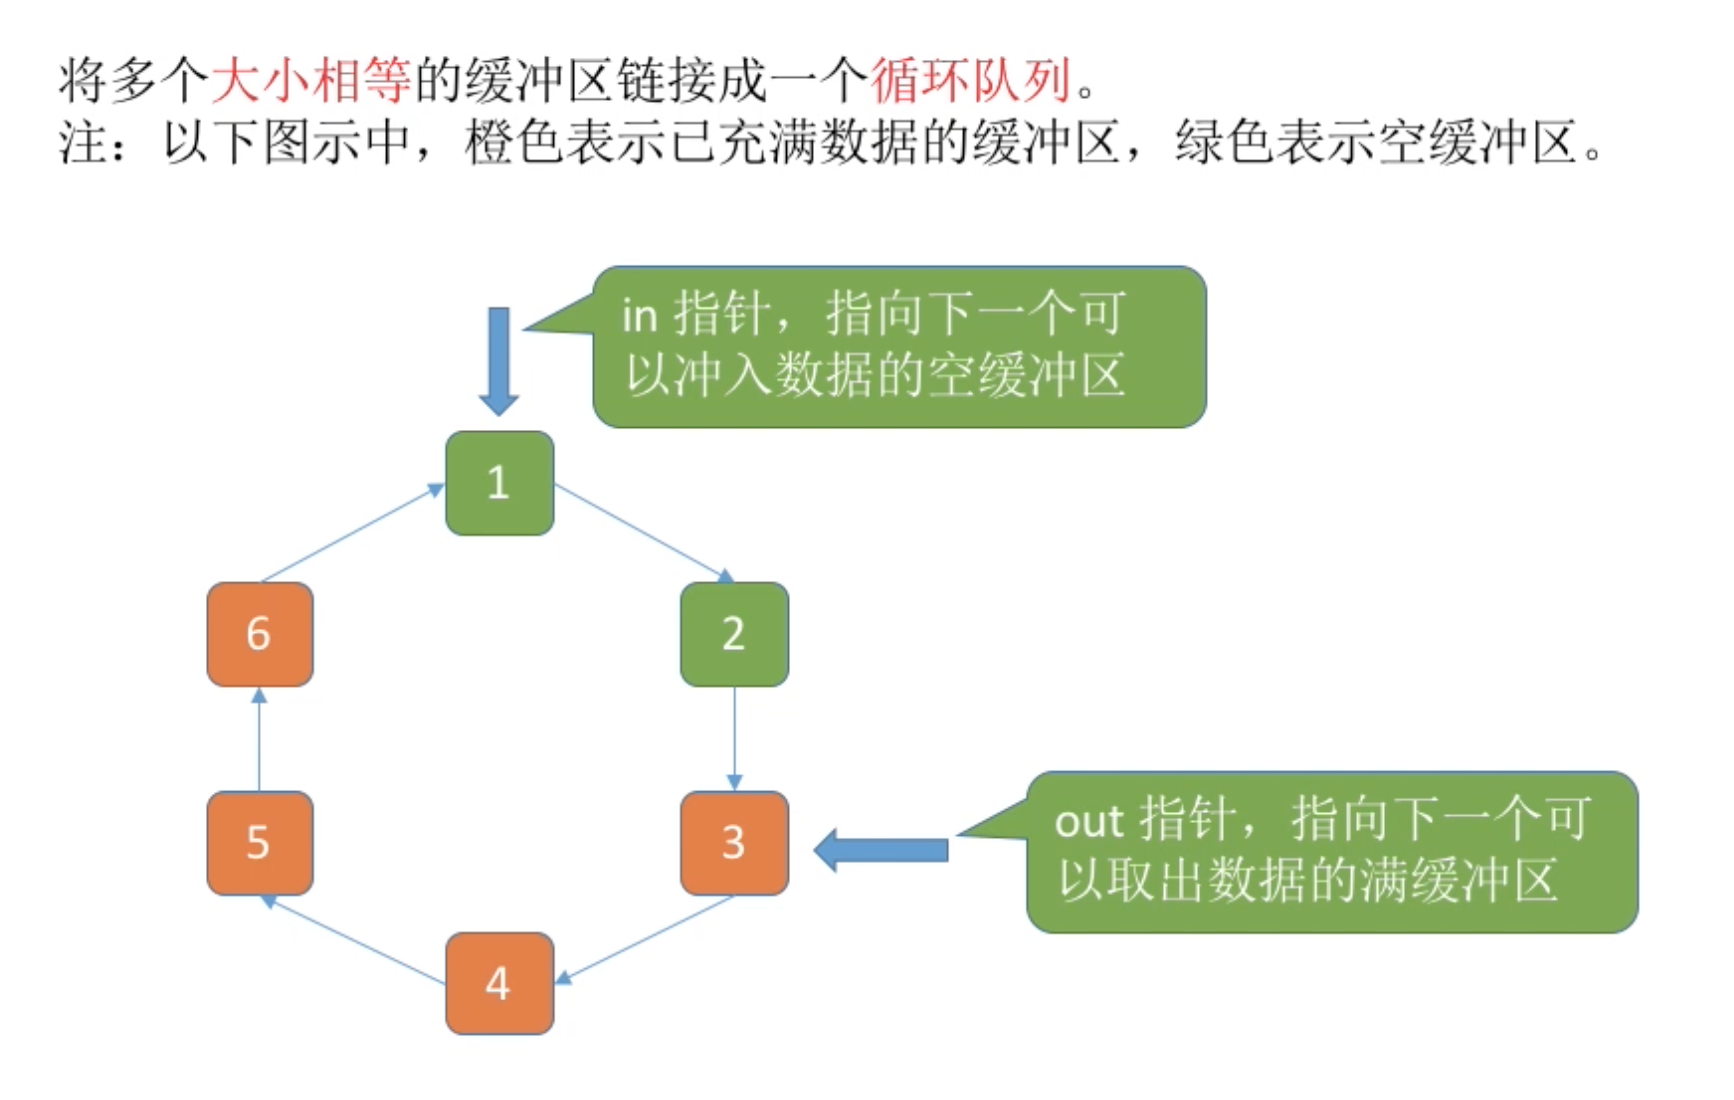 将多个大小相等的缓冲区链接成一个循环队列。
注：以下图示中，橙色表示已充满数据的缓冲区，绿色表示空缓冲区。
in 指针，指向下一个可
以冲入数据的空缓冲区
1
6
2
5
3
out 指针，指向下一个可
以取出数据的满缓冲区
4